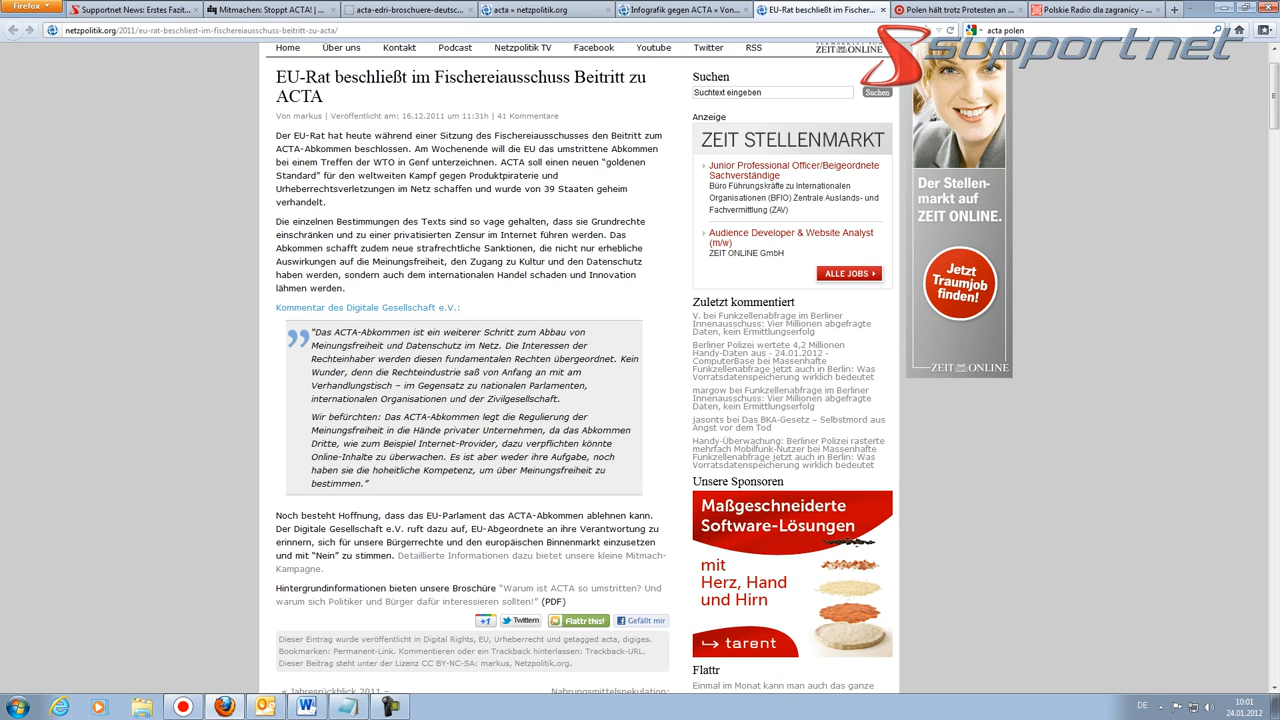 Firefox
Supportnet News: Erstes Fazit...
Mitmachen: Stoppt ACTA! | ...
acta-edri-broschuere-deutsc...
acta » netzpolitik.org
Infografik gegen ACTA » Von...
EU-Rat beschließt im Fischerei...
Polen hält trotz Protesten an ...
Polskie Radio dla zagranicy - ...
netzpolitik.org/2011/eu-rat-beschliest-im-fischereiausschuss-beitritt-zu-acta/
acta polen
supportnet
Home Über uns Kontakt Podcast Netzpolitik TV Facebook Youtube Twitter RSS
ZEIT ONLINE
EU-Rat beschließt im Fischereiausschuss Beitritt zu
ACTA
Von markus | Veröffentlicht am: 16.12.2011 um 11:31h | 41 Kommentare
Der EU-Rat hat heute während einer Sitzung des Fischereiausschusses den Beitritt zum
ACTA-Abkommen beschlossen. Am Wochenende will die EU das umstrittene Abkommen
bei einem Treffen der WTO in Genf unterzeichnen. ACTA soll einen neuen “goldenen
Standard” für den weltweiten Kampf gegen Produktpiraterie und
Urheberrechtsverletzungen im Netz schaffen und wurde von 39 Staaten geheim
verhandelt.
Die einzelnen Bestimmungen des Texts sind so vage gehalten, dass sie Grundrechte
einschränken und zu einer privatisierten Zensur im Internet führen werden. Das
Abkommen schafft zudem neue strafrechtliche Sanktionen, die nicht nur erhebliche
Auswirkungen auf die Meinungsfreiheit, den Zugang zu Kultur und den Datenschutz
haben werden, sondern auch dem internationalen Handel schaden und Innovation
lähmen werden.
Kommentar des Digitale Gesellschaft e.V.:
“Das ACTA-Abkommen ist ein weiterer Schritt zum Abbau von
Meinungsfreiheit und Datenschutz im Netz. Die Interessen der
Rechteinhaber werden diesen fundamentalen Rechten übergeordnet. Kein
Wunder, denn die Rechteindustrie saß von Anfang an mit am
Verhandlungstisch – im Gegensatz zu nationalen Parlamenten,
internationalen Organisationen und der Zivilgesellschaft.
Wir befürchten: Das ACTA-Abkommen legt die Regulierung der
Meinungsfreiheit in die Hände privater Unternehmen, da das Abkommen
Dritte, wie zum Beispiel Internet-Provider, dazu verpflichten könnte
Online-Inhalte zu überwachen. Es ist aber weder ihre Aufgabe, noch
haben sie die hoheitliche Kompetenz, um über Meinungsfreiheit zu
bestimmen.”
Noch besteht Hoffnung, dass das EU-Parlament das ACTA-Abkommen ablehnen kann.
Der Digitale Gesellschaft e.V. ruft dazu auf, EU-Abgeordnete an ihre Verantwortung zu
erinnern, sich für unsere Bürgerrechte und den europäischen Binnenmarkt einzusetzen
und mit “Nein” zu stimmen. Detaillierte Informationen dazu bietet unsere kleine Mitmach-
Kampagne.
Hintergrundinformationen bieten unsere Broschüre “Warum ist ACTA so umstritten? Und
warum sich Politiker und Bürger dafür interessieren sollten!” (PDF)
+1 Twittern Flattr this! Gefällt mir
Dieser Eintrag wurde veröffentlicht in Digital Rights, EU, Urheberrecht und getagged acta, digiges.
Bookmarken: Permanent-Link. Kommentieren oder ein Trackback hinterlassen: Trackback-URL.
Dieser Beitrag steht unter der Lizenz CC BY-NC-SA: markus, Netzpolitik.org.
« Jahresrückblick 2011 –
Nahrungsmittelspekulation:
Suchen
Suchtext eingeben
Suchen
Anzeige
ZEIT STELLENMARKT
Junior Professional Officer/Beigeordnete
Sachverständige
Büro Führungskräfte zu Internationalen
Organisationen (BFIO) Zentrale Auslands- und
Fachvermittlung (ZAV)
Audience Developer & Website Analyst
(m/w)
ZEIT ONLINE GmbH
ALLE JOBS
Zuletzt kommentiert
V. bei Funkzellenabfrage im Berliner
Innenausschuss: Vier Millionen abgefragte
Daten, kein Ermittlungserfolg
Berliner Polizei wertete 4,2 Millionen
Handy-Daten aus - 24.01.2012 -
ComputerBase bei Massenhafte
Funkzellenabfrage jetzt auch in Berlin: Was
Vorratsdatenspeicherung wirklich bedeutet
margow bei Funkzellenabfrage im Berliner
Innenausschuss: Vier Millionen abgefragte
Daten, kein Ermittlungserfolg
jasonts bei Das BKA-Gesetz – Selbstmord aus
Angst vor dem Tod
Handy-Überwachung: Berliner Polizei rasterte
mehrfach Mobilfunk-Nutzer bei Massenhafte
Funkzellenabfrage jetzt auch in Berlin: Was
Vorratsdatenspeicherung wirklich bedeutet
Unsere Sponsoren
Maßgeschneiderte
Software-Lösungen
mit
Herz, Hand
und Hirn
tarent
Flattr
Einmal im Monat kann man auch das ganze
Der Stellen-
markt auf
ZEIT ONLINE.
Jetzt
Traumjob
finden!
ZEIT ONLINE
DE
10:01
24.01.2012